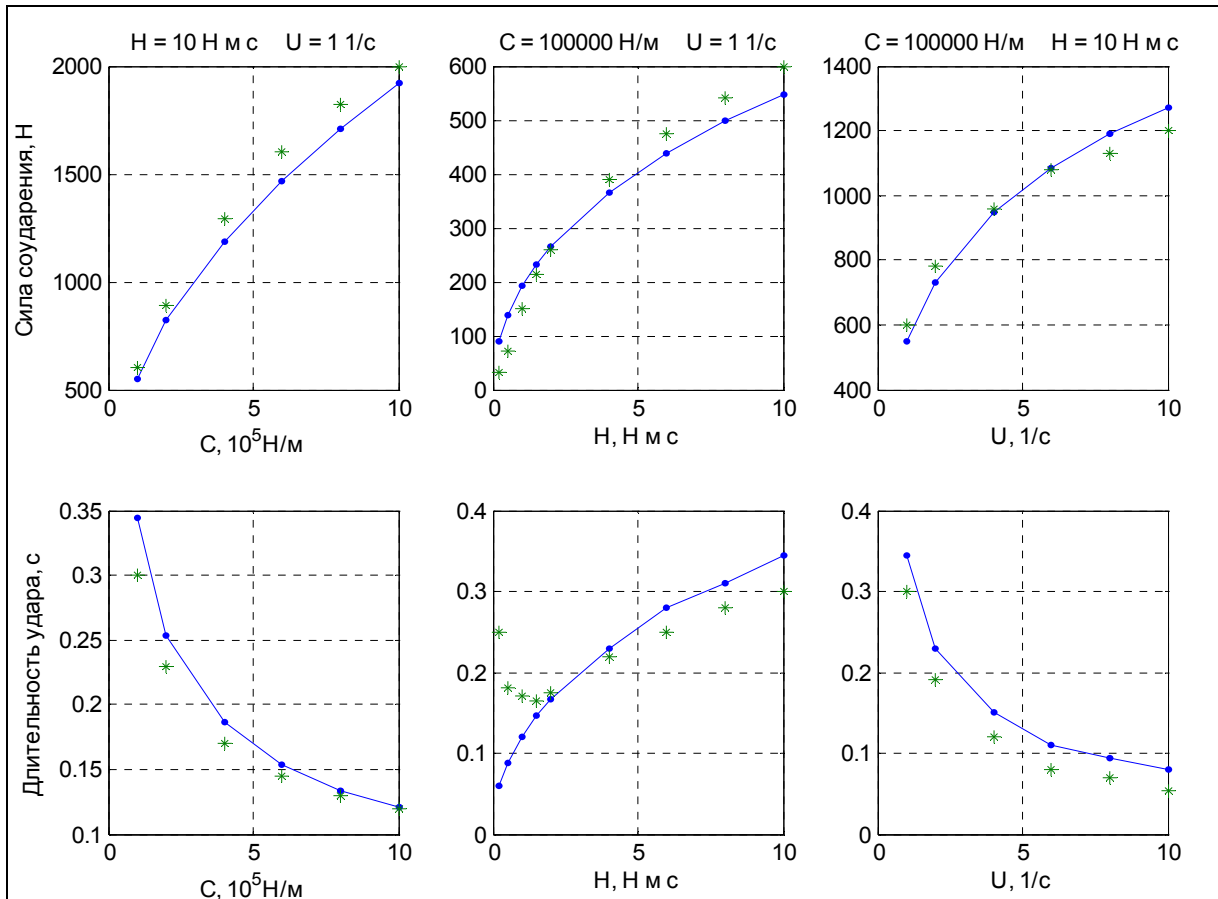 H = 10 Н м с U = 1 1/с
C = 100000 Н/м U = 1 1/с
C = 100000 Н/м H = 10 Н м с
Сила соударения, Н
2000
1500
1000
500
0 5 10
C, 10^5 Н/м
600
500
400
300
200
100
0
0 5 10
H, Н м с
1400
1200
1000
800
600
400
0 5 10
U, 1/с
Длительность удара, с
0.35
0.3
0.25
0.2
0.15
0.1
0 5 10
C, 10^5 Н/м
0.4
0.3
0.2
0.1
0
0 5 10
H, Н м с
0.4
0.3
0.2
0.1
0
0 5 10
U, 1/с